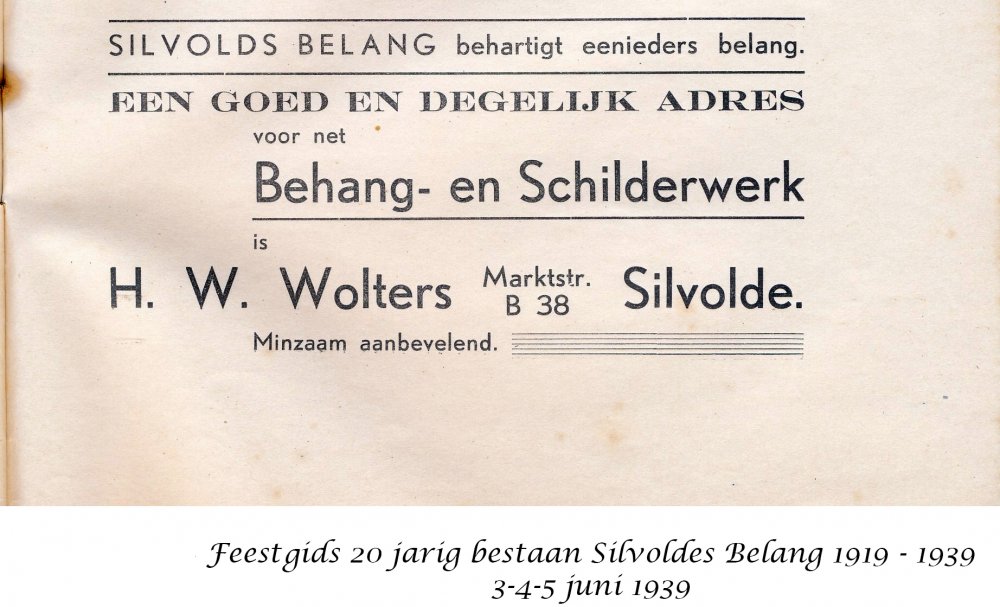 SILVOLDS BELANG behartigt eenieders belang.
EEN GOED EN DEGELIJK ADRES
voor net
Behang- en Schilderwerk
is
H. W. Wolters Marktstr. B 38 Silvolde.
Minzaam aanbevelend.
Feestgids 20 jarig bestaan Silvoldes Belang 1919 - 1939
3-4-5 juni 1939